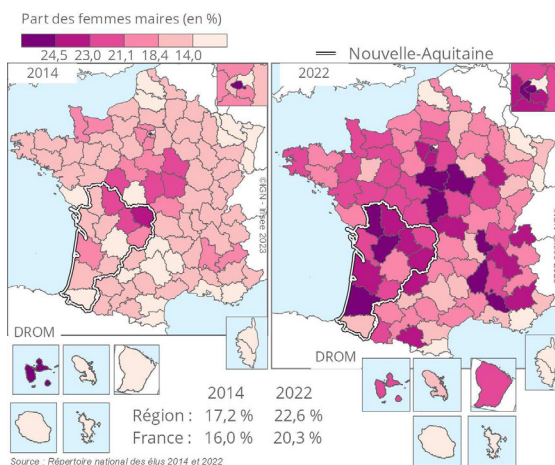 Part des femmes maires (en %)
24,5 23,0 21,1 18,4 14,0
Nouvelle-Aquitaine
2014
2022
©IGN - Insee 2023
DROM
DROM
2014 2022
Région : 17,2 % 22,6 %
France : 16,0 % 20,3 %
Source : Répertoire national des élus 2014 et 2022